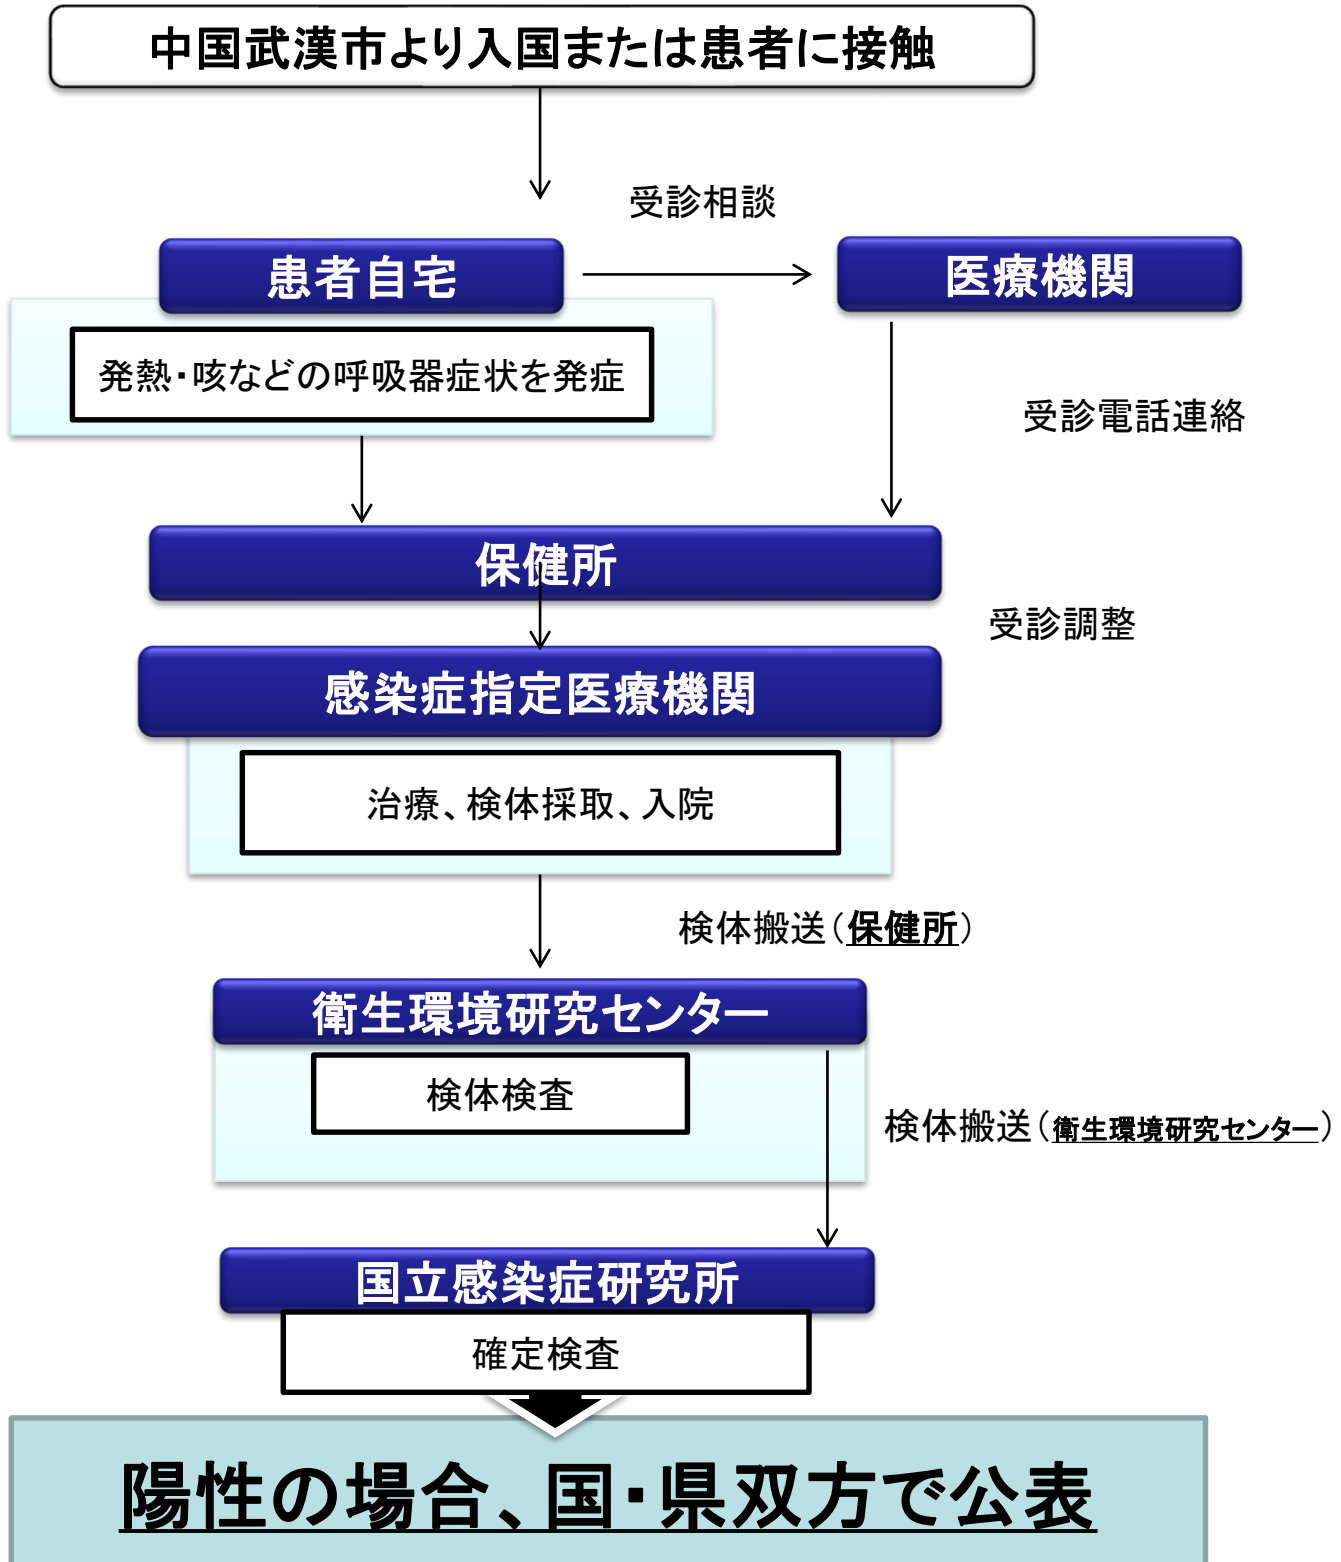 中国武漢市より入国または患者に接触
受診相談
患者自宅
医療機関
発熱・咳などの呼吸器症状を発症
受診電話連絡
保健所
受診調整
感染症指定医療機関
治療、検体採取、入院
検体搬送（保健所）
衛生環境研究センター
検体検査
検体搬送（衛生環境研究センター）
国立感染症研究所
確定検査
陽性の場合、国・県双方で公表